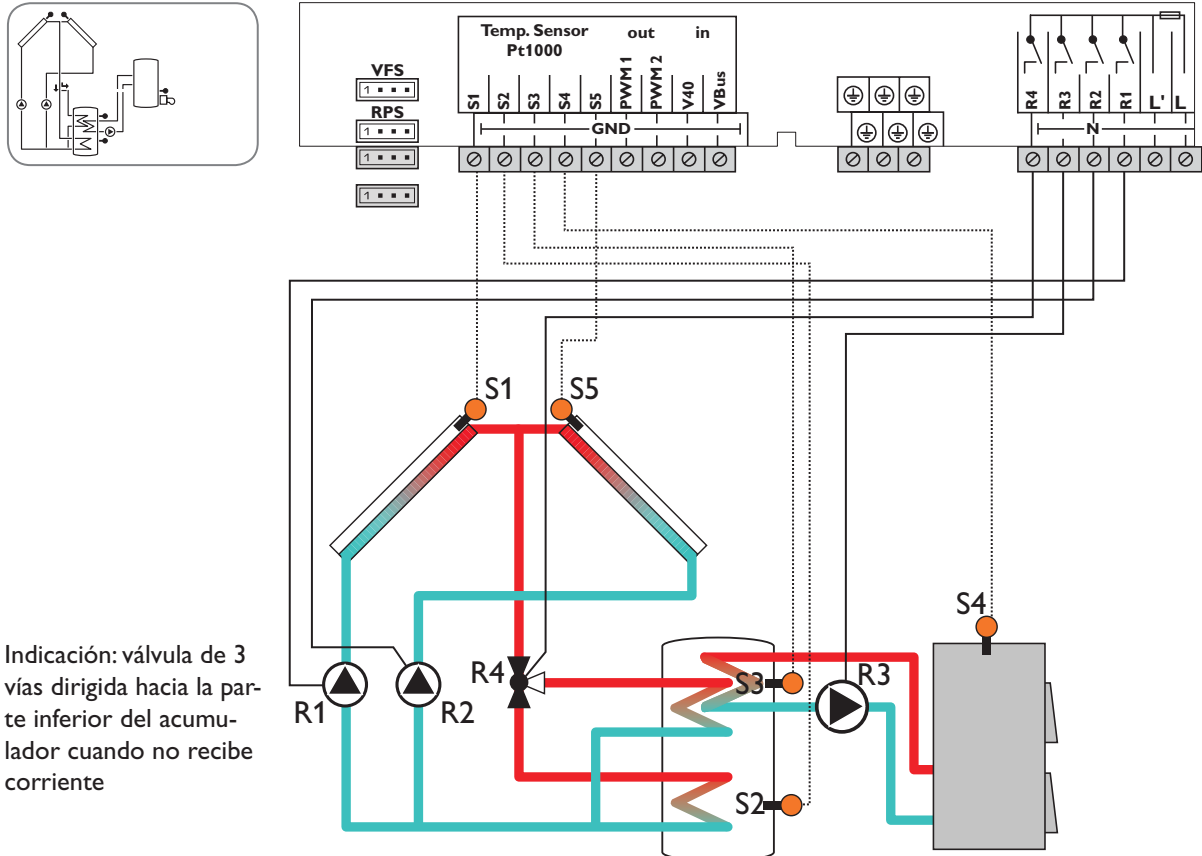 Temp. Sensor
Pt1000
out
in
VFS
1
RPS
1
1
1
S1
S2
S3
S4
S5
PWM 1
PWM 2
V40
VBus
GND
R4
R3
R2
R1
L'
L
N
S1
S5
S4
R4
S3
R3
R1
R2
S2
Indicación: válvula de 3
vías dirigida hacia la par-
te inferior del acumu-
lador cuando no recibe
corriente